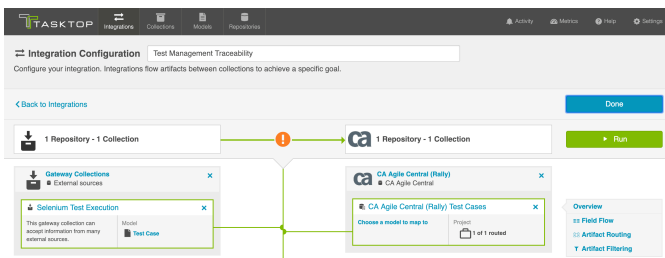 TASKTOP
Integrations
Collections
Models
Repositories
Activity
Metrics
Help
Settings
Integration Configuration
Test Management Traceability
Configure your integration. Integrations flow artifacts between collections to achieve a specific goal.
Back to Integrations
Done
1 Repository - 1 Collection
!
ca
1 Repository - 1 Collection
Run
Gateway Collections
External sources
ca
CA Agile Central (Rally)
CA Agile Central
Selenium Test Execution
This gateway collection can
accept information from many
external sources.
Model
Test Case
CA Agile Central (Rally) Test Cases
Choose a model to map to
Project
1 of 1 routed
Overview
Field Flow
Artifact Routing
Artifact Filtering